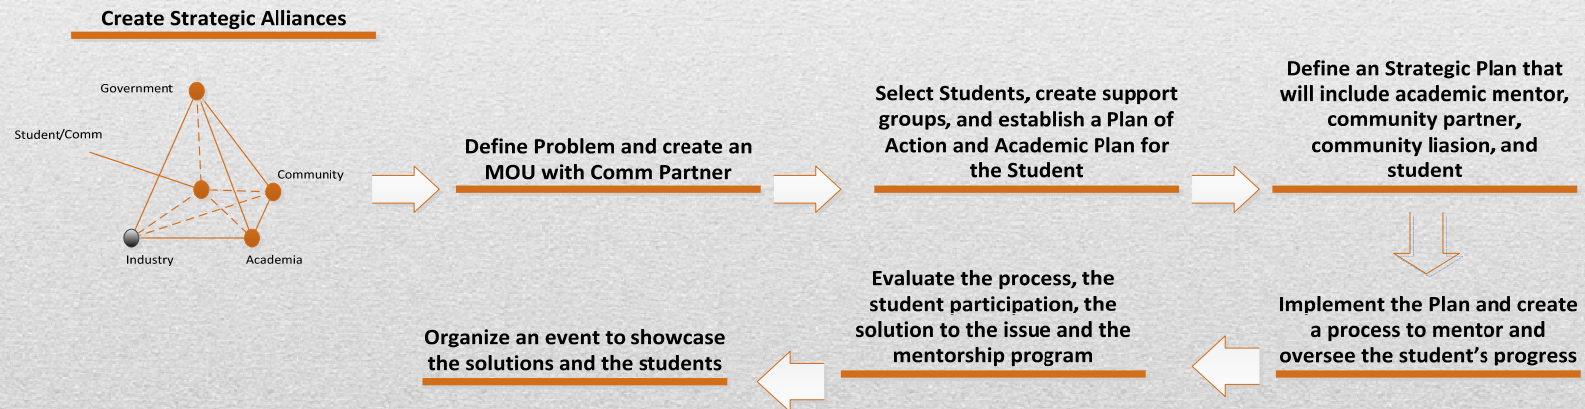 Create Strategic Alliances
Government
Student/Comm
Community
Industry
Academia
Define Problem and create an
MOU with Comm Partner
Select Students, create support
groups, and establish a Plan of
Action and Academic Plan for
the Student
Define an Strategic Plan that
will include academic mentor,
community partner,
community liasion, and
student
Implement the Plan and create
a process to mentor and
oversee the student’s progress
Evaluate the process, the
student participation, the
solution to the issue and the
mentorship program
Organize an event to showcase
the solutions and the students